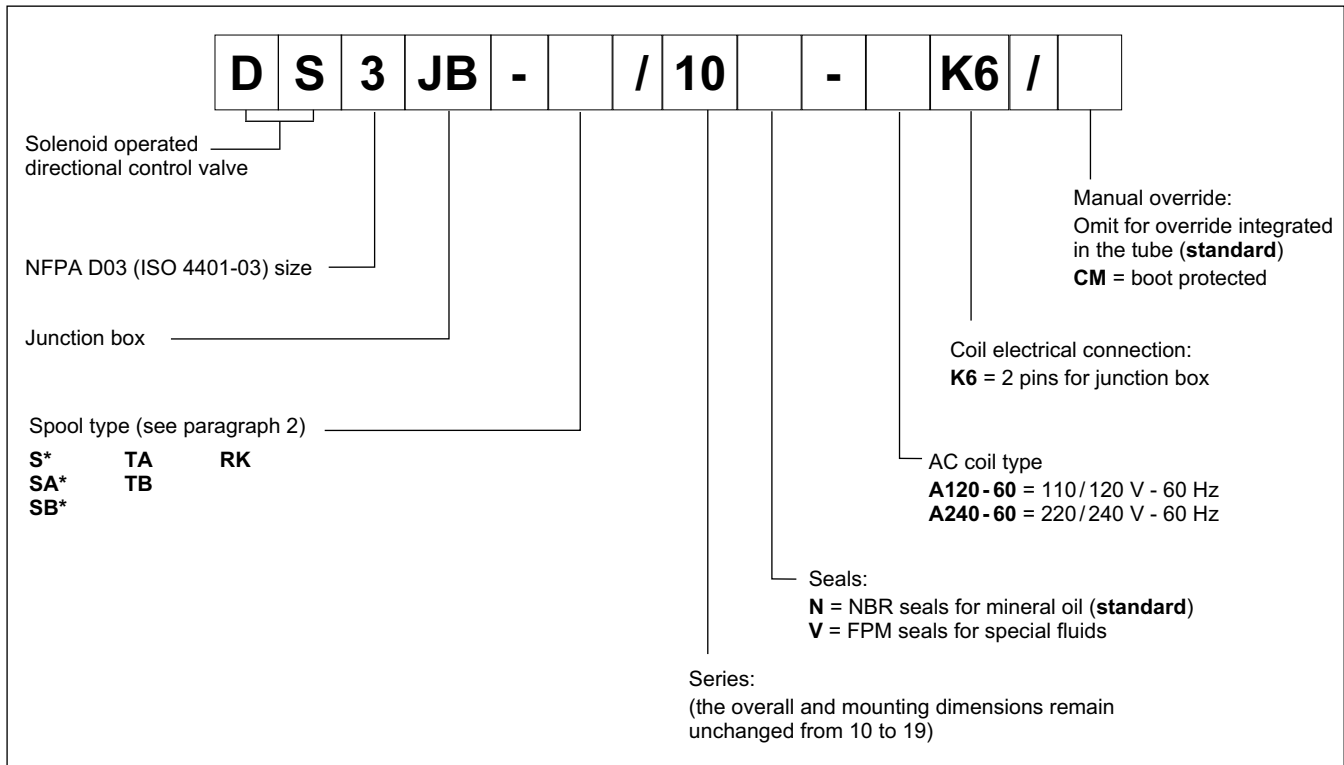 D S 3 JB - / 10 - K6 /
Solenoid operated
directional control valve
NFPA D03 (ISO 4401-03) size
Junction box
Spool type (see paragraph 2)
S* TA RK
SA* TB
SB*
Manual override:
Omit for override integrated
in the tube (standard)
CM = boot protected
Coil electrical connection:
K6 = 2 pins for junction box
AC coil type
A120-60 = 110/120 V - 60 Hz
A240-60 = 220/240 V - 60 Hz
Seals:
N = NBR seals for mineral oil (standard)
V = FPM seals for special fluids
Series:
(the overall and mounting dimensions remain
unchanged from 10 to 19)